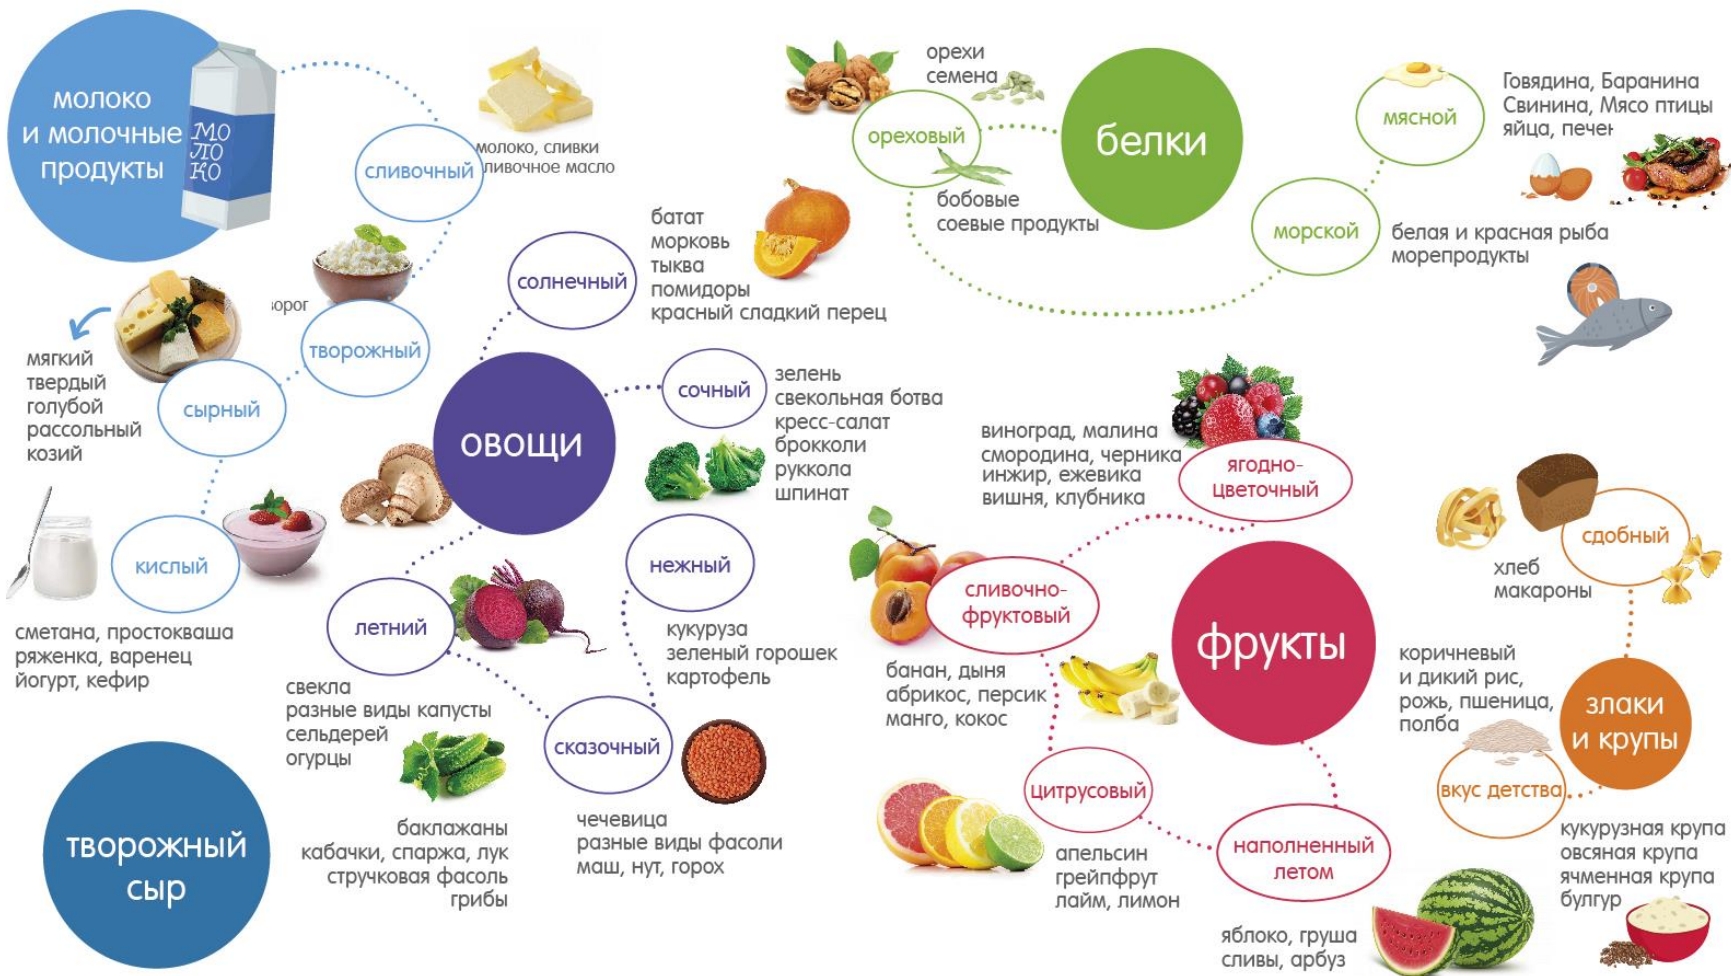 молоко
и молочные
продукты
МО
ЛО
КО
сливочный
молоко, сливки
ливочное масло
творожный
ворог
сырный
мягкий
твердый
голубой
рассольный
козий
кислый
сметана, простокваша
ряженка, варенец
йогурт, кефир
творожный
сыр
овощи
солнечный
батат
морковь
тыква
помидоры
красный сладкий перец
сочный
зелень
свекольная ботва
кресс-салат
брокколи
руккола
шпинат
нежный
кукуруза
зеленый горошек
картофель
летний
свекла
разные виды капусты
сельдерей
огурцы
баклажаны
кабачки, спаржа, лук
стручковая фасоль
грибы
сказочный
чечевица
разные виды фасоли
маш, нут, горох
белки
ореховый
орехи
семена
бобовые
соевые продукты
морской
белая и красная рыба
морепродукты
мясной
Говядина, Баранина
Свинина, Мясо птицы
яйца, печен
фрукты
ягодно-
цветочный
виноград, малина
смородина, черника
инжир, ежевика
вишня, клубника
сливочно-
фруктовый
банан, дыня
абрикос, персик
манго, кокос
цитрусовый
апельсин
грейпфрут
лайм, лимон
наполненный
летом
яблоко, груша
сливы, арбуз
злаки
и крупы
сдобный
хлеб
макароны
коричневый
и дикий рис,
рожь, пшеница,
полба
вкус детства
кукурузная крупа
овсяная крупа
ячменная крупа
булгур